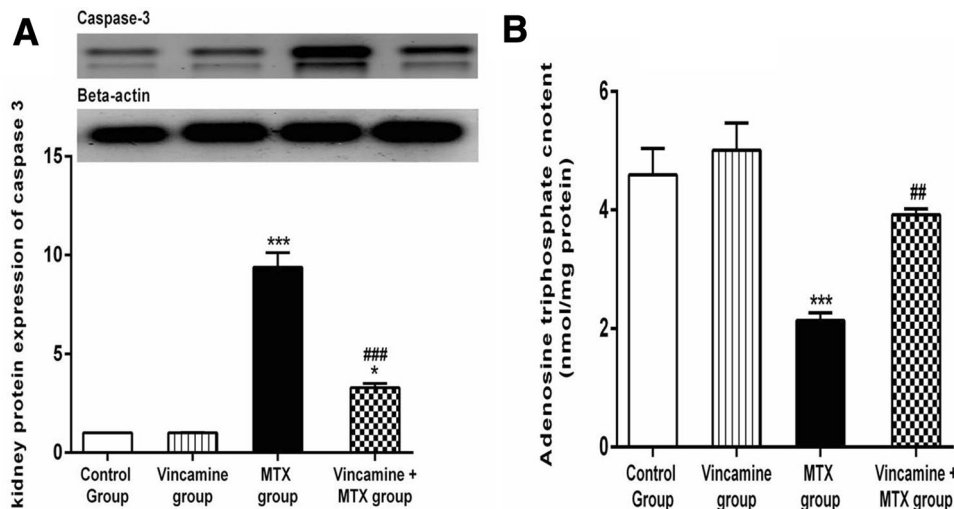 A
Caspase-3
Beta-actin
kidney protein expression of caspase 3
15
10
5
0
***
###
*
Control
Group
Vincamine
group
MTX
group
Vincamine +
MTX group
B
Adenosine triphosphate cnotent
(nmol/mg protein)
6
4
2
0
***
##
Control
Group
Vincamine
group
MTX
group
Vincamine +
MTX group